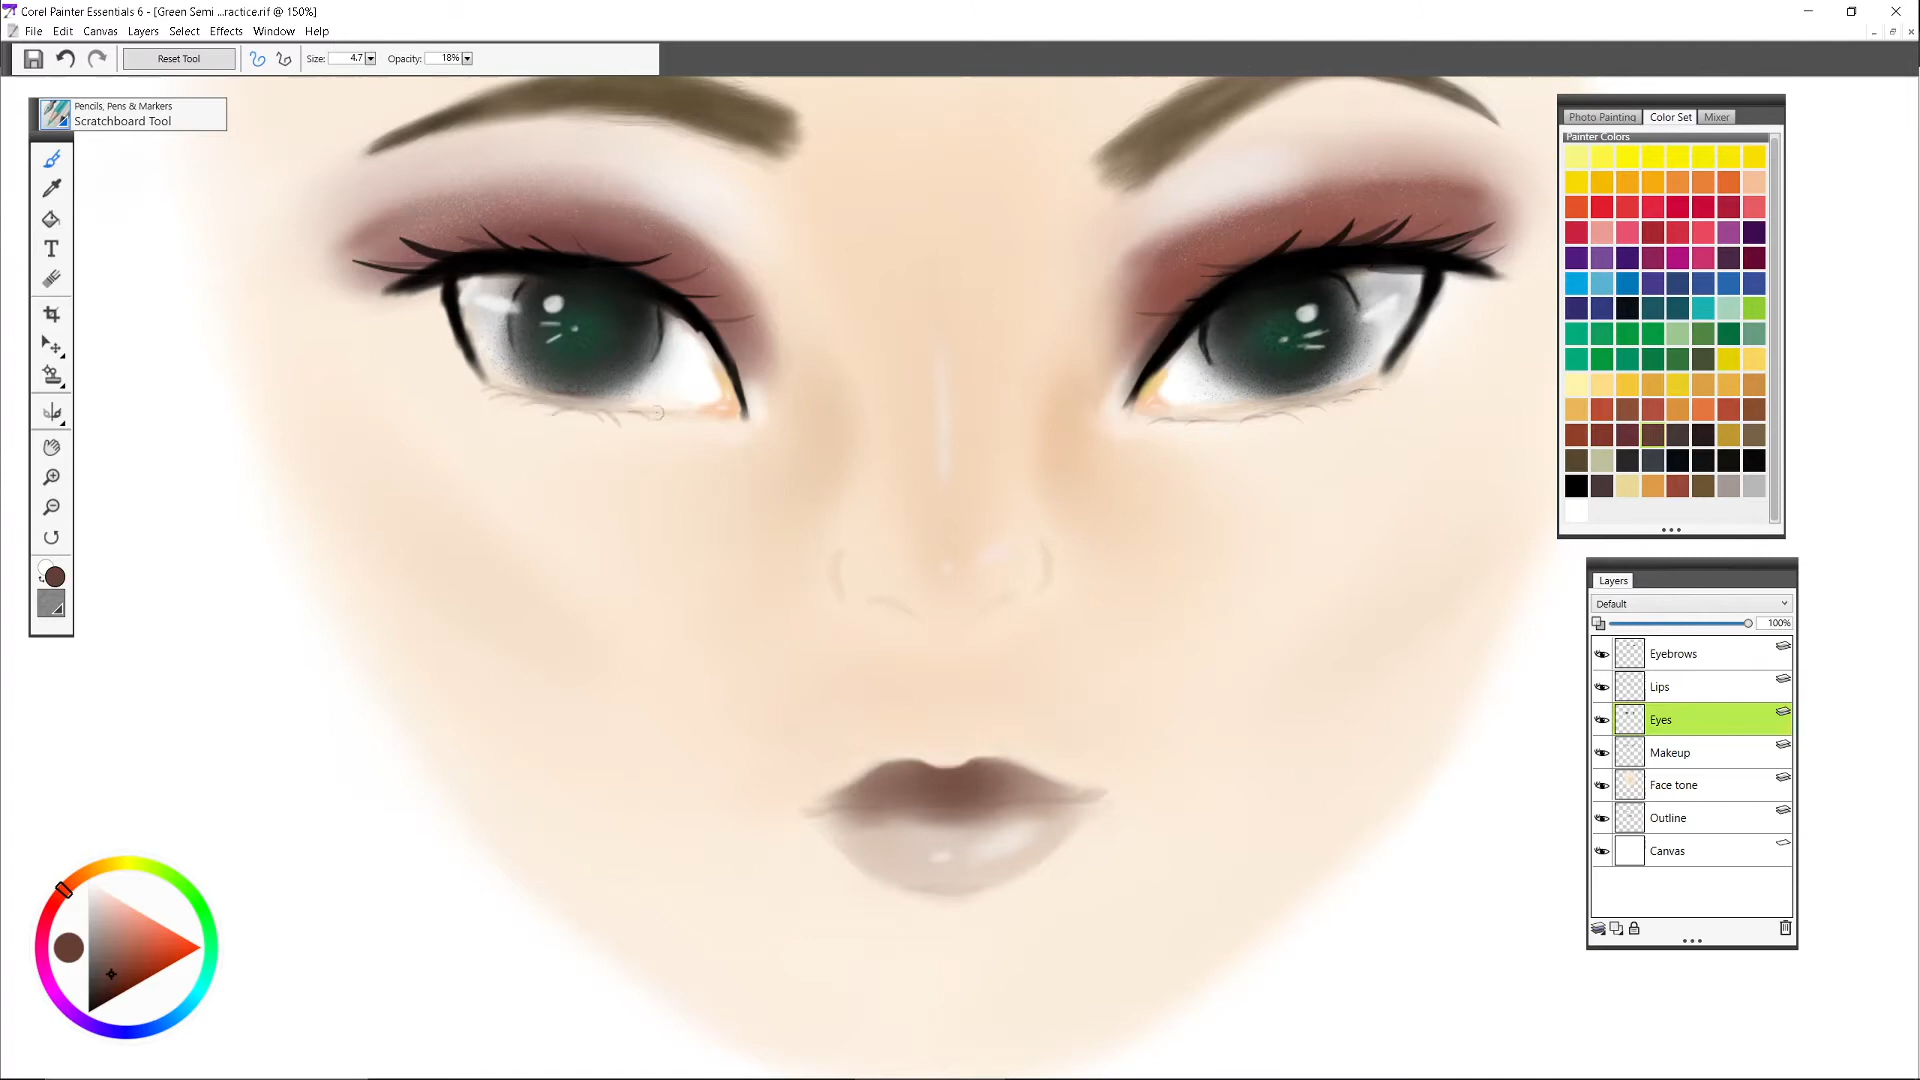 Corel Painter Essentials 6 - [Green Semi ...ractice.rif @ 150%]
File Edit Canvas Layers Select Effects Window Help
Reset Tool Size: 4.7 Opacity: 18%
Pencils, Pens & Markers
Scratchboard Tool
T
Photo Painting Color Set Mixer
Painter Colors
Layers
Default
100%
Eyebrows
Lips
Eyes
Makeup
Face tone
Outline
Canvas